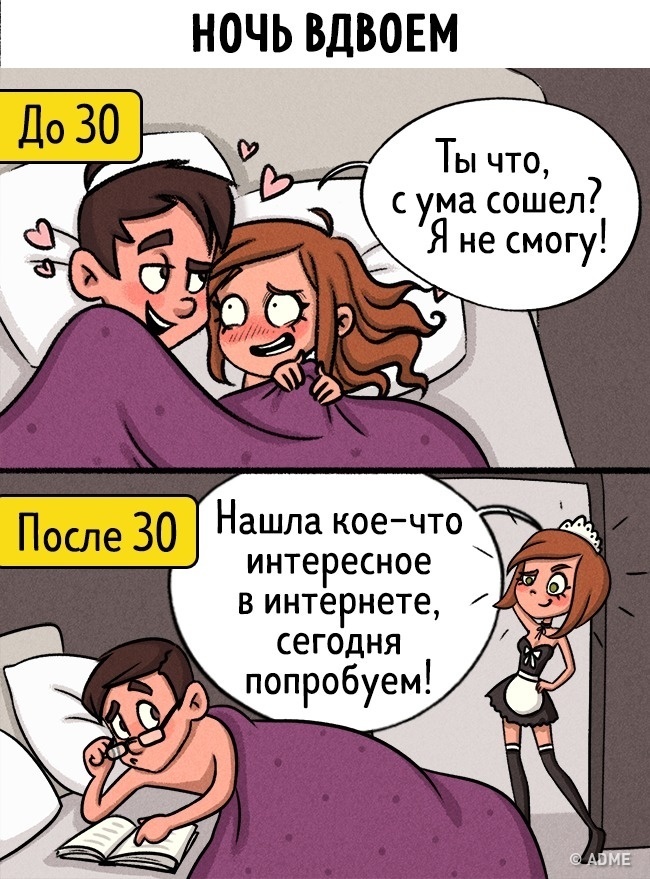 НОЧЬ ВДВОЕМ
До 30
Ты что,
с ума сошел?
Я не смогу!
После 30
Нашла кое-что
интересное
в интернете,
сегодня
попробуем!
© ADME